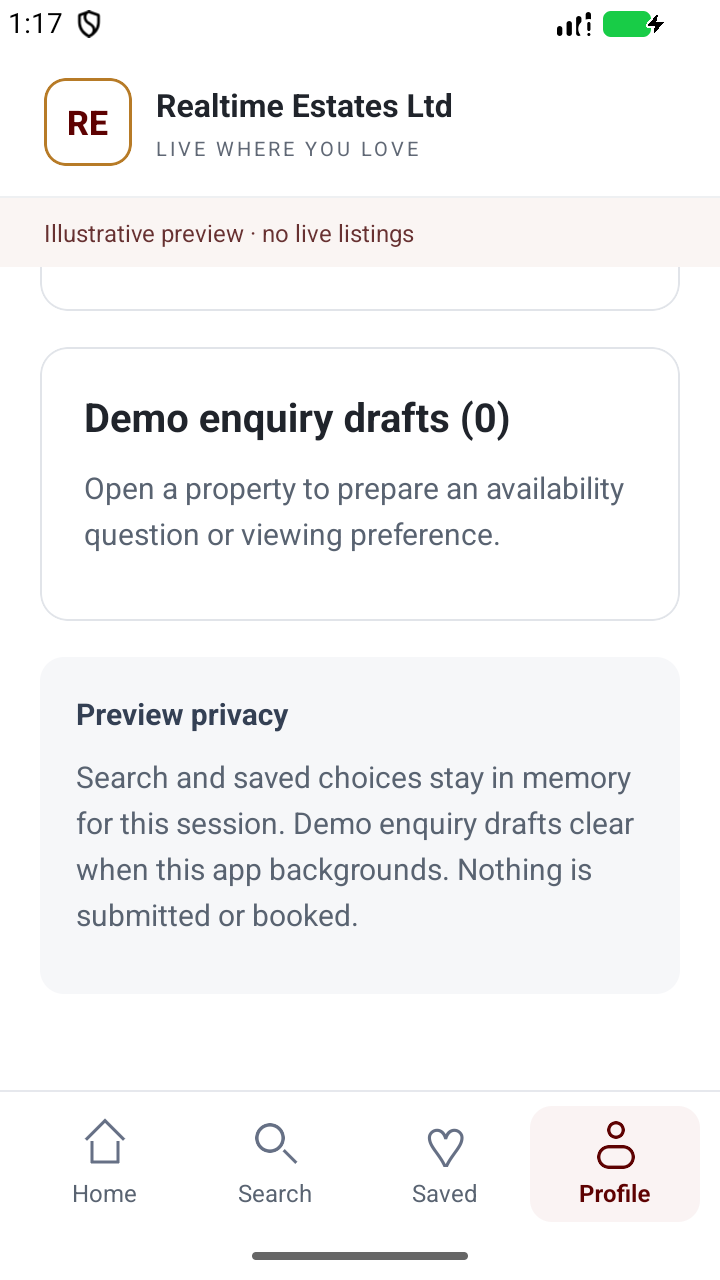 1:17
RE
Realtime Estates Ltd
LIVE WHERE YOU LOVE
Illustrative preview · no live listings
Demo enquiry drafts (0)
Open a property to prepare an availability
question or viewing preference.
Preview privacy
Search and saved choices stay in memory
for this session. Demo enquiry drafts clear
when this app backgrounds. Nothing is
submitted or booked.
Home
Search
Saved
Profile